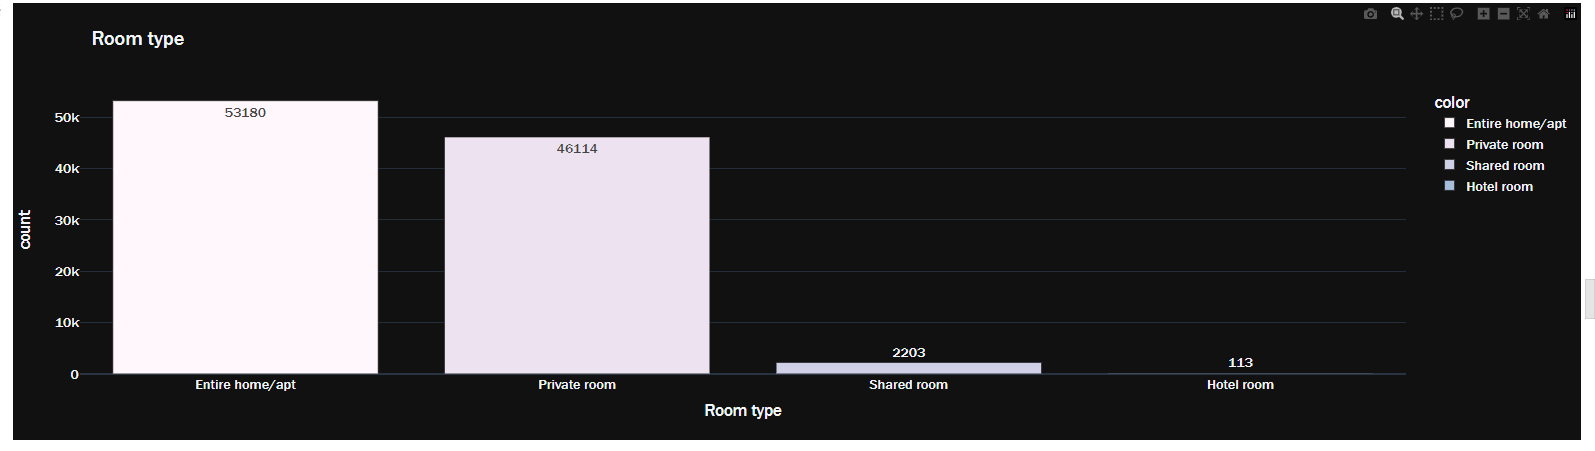 Room type
53180
46114
2203
113
50k
40k
30k
20k
10k
0
count
Entire home/apt
Private room
Shared room
Hotel room
Room type
color
Entire home/apt
Private room
Shared room
Hotel room